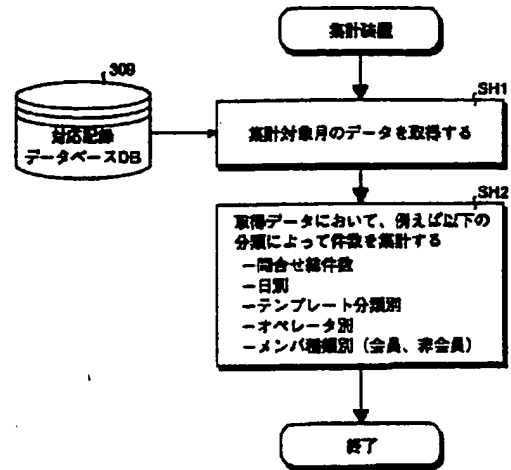 集計装置
309
対応記録
データベースDB
SH1
集計対象月のデータを取得する
SH2
取得データにおいて、例えば以下の
分類によって件数を集計する
－問合せ総件数
－日別
－テンプレート分類別
－オペレータ別
－メンバ種類別（会員、非会員）
終了